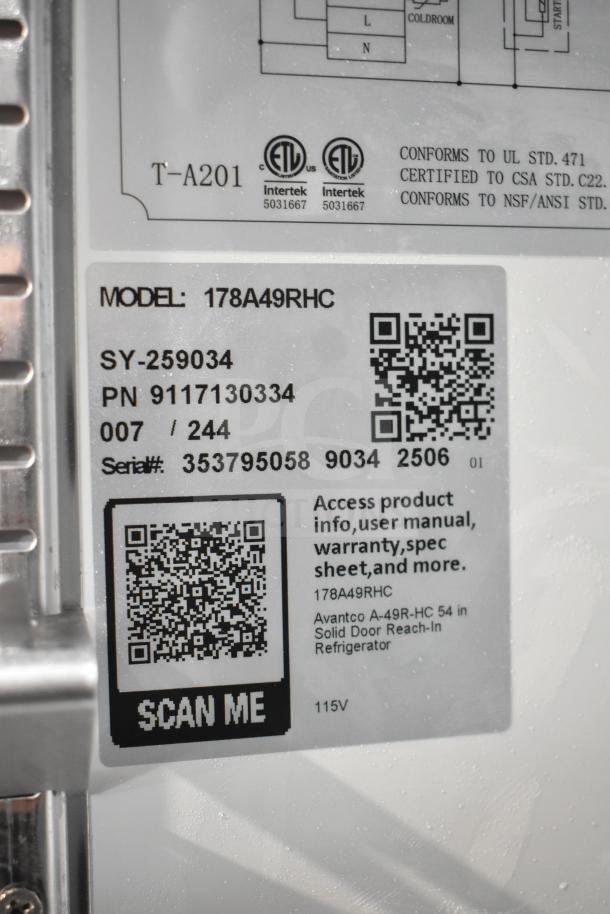 L
N
COLDROOM
START
T-A201
C ETL US
Intertek
5031667
ETL
Intertek
5031667
CONFORMS TO UL STD. 471
CERTIFIED TO CSA STD. C22.
CONFORMS TO NSF/ANSI STD.
MODEL: 178A49RHC
SY-259034
PN 9117130334
007 / 244
Serial#: 353795058 9034 2506 01
Access product
info,user manual,
warranty,spec
sheet,and more.
178A49RHC
Avantco A-49R-HC 54 in
Solid Door Reach-In
Refrigerator
115V
SCAN ME